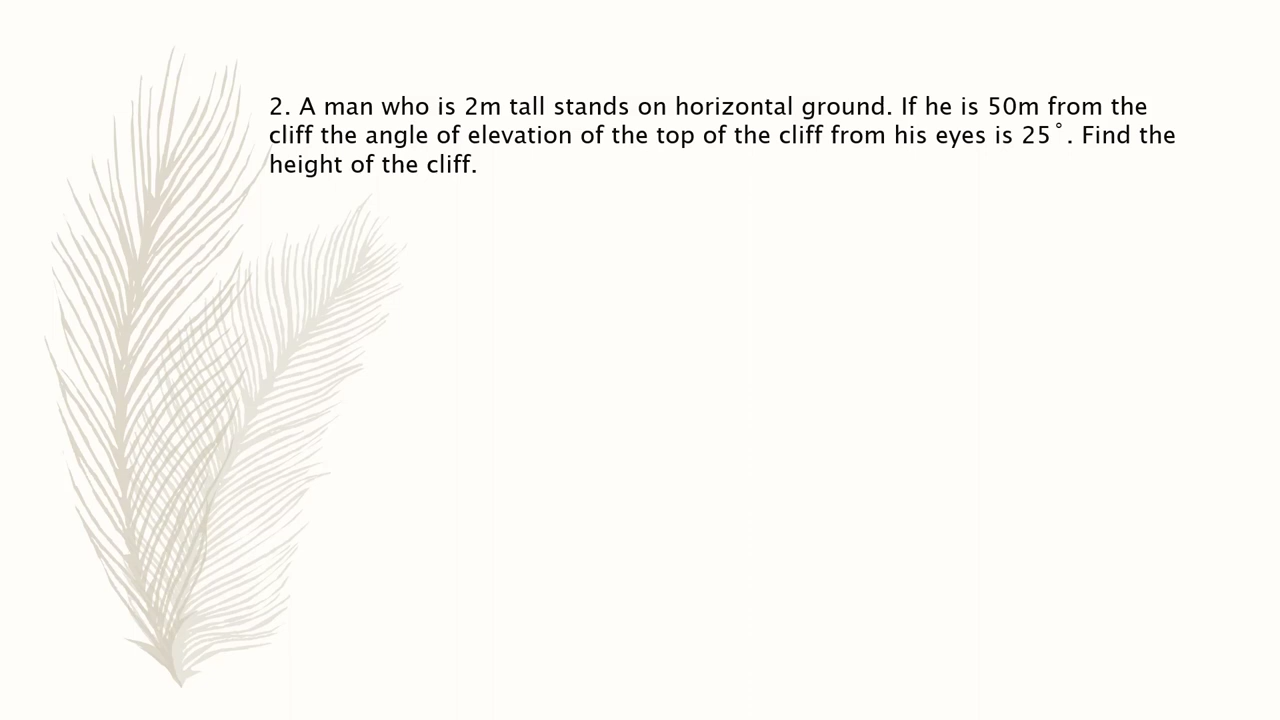 2. A man who is 2m tall stands on horizontal ground. If he is 50m from the
cliff the angle of elevation of the top of the cliff from his eyes is 25˚. Find the
height of the cliff.